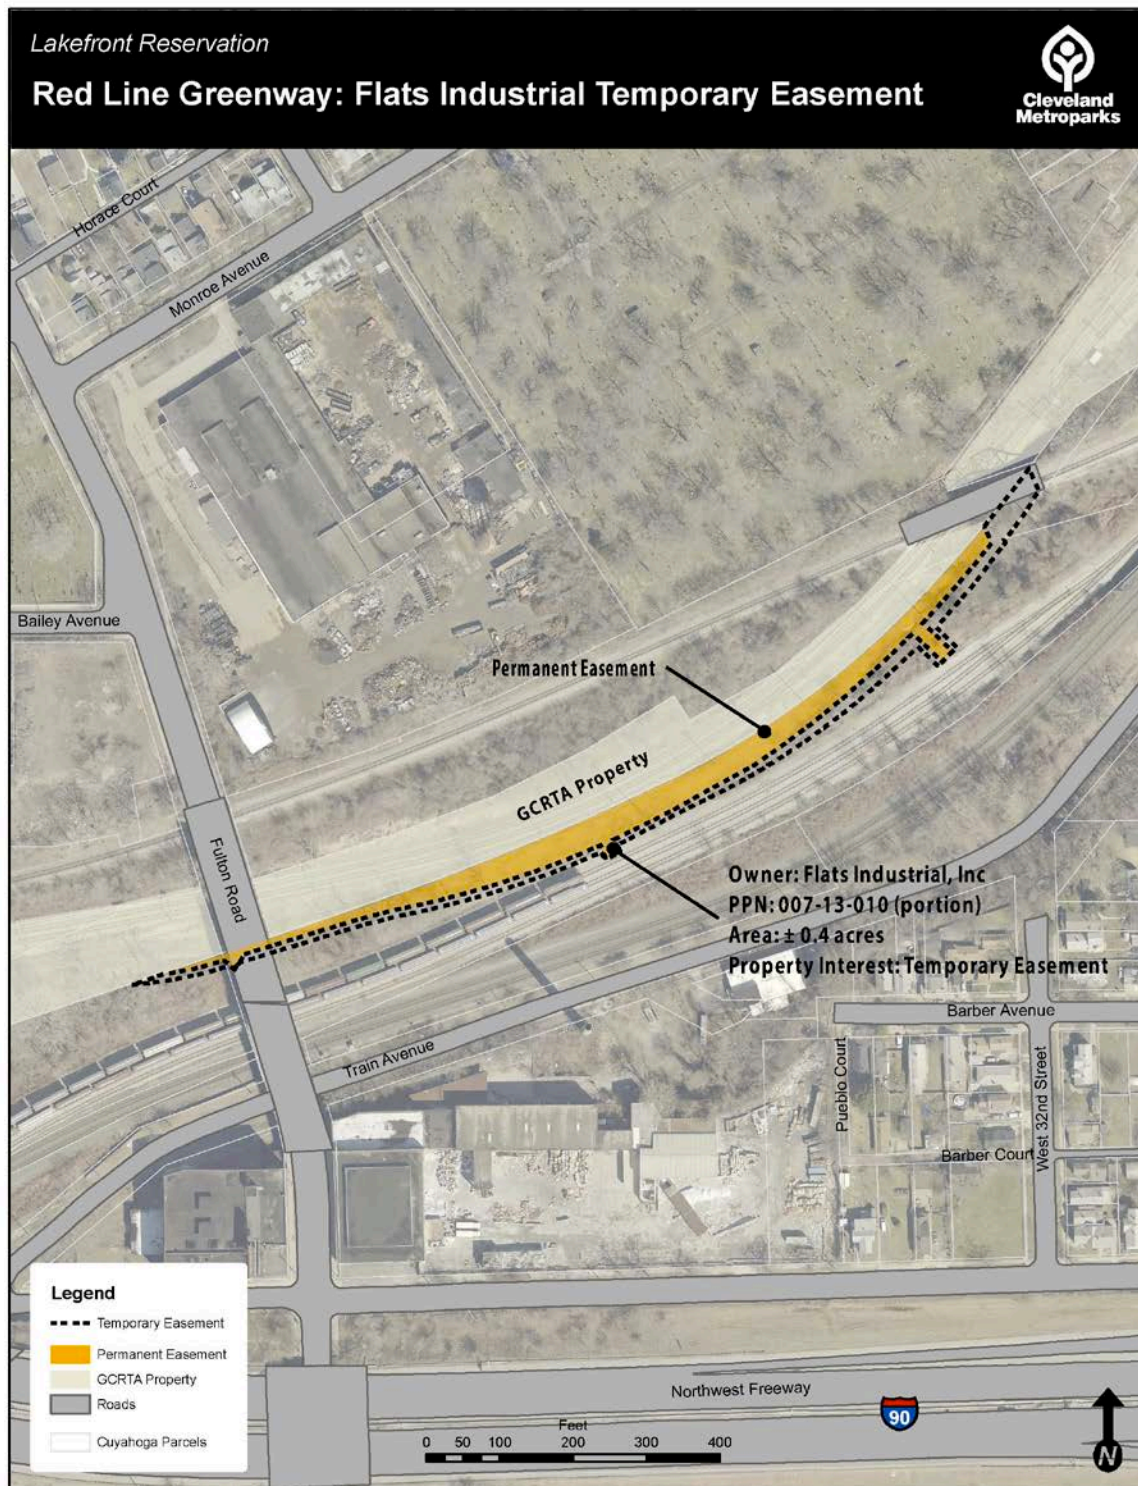 Lakefront Reservation
Red Line Greenway: Flats Industrial Temporary Easement
Cleveland
Metroparks
Horace Court
Monroe Avenue
Bailey Avenue
Permanent Easement
GCRTA Property
Fulton Road
Owner: Flats Industrial, Inc
PPN: 007-13-010 (portion)
Area: ± 0.4 acres
Property Interest: Temporary Easement
Barber Avenue
Train Avenue
Pueblo Court
West 32nd Street
Barber Court
Legend
Temporary Easement
Permanent Easement
GCRTA Property
Roads
Cuyahoga Parcels
Northwest Freeway
90
Feet
0 50 100 200 300 400
N